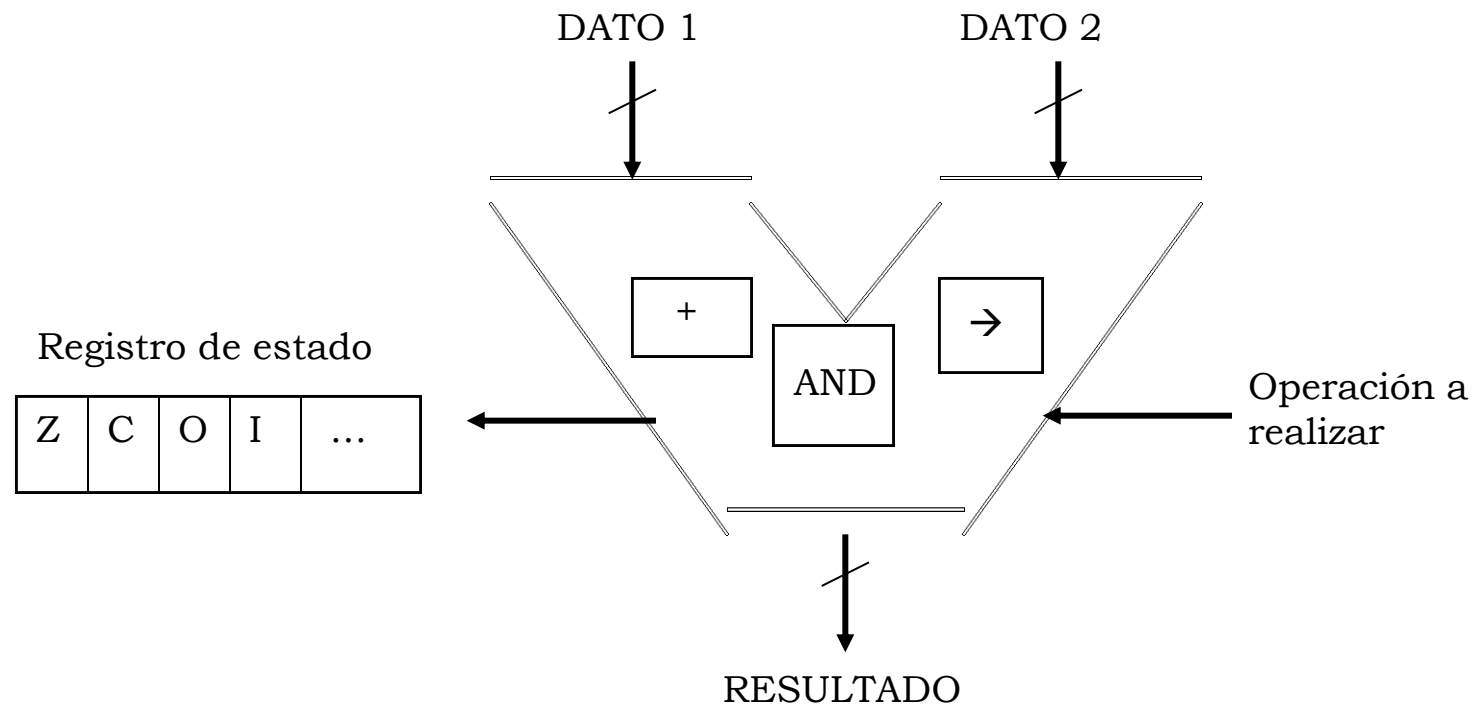 DATO 1
DATO 2
+
→
AND
Registro de estado
Z C O I ...
Operación a
realizar
RESULTADO